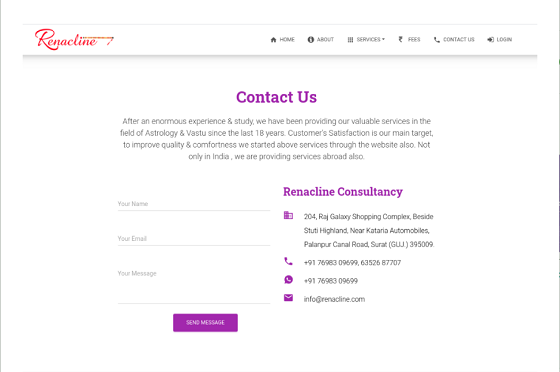 Renacline
HOME
ABOUT
SERVICES
₹ FEES
CONTACT US
LOGIN
Contact Us
After an enormous experience & study, we have been providing our valuable services in the
field of Astrology & Vastu since the last 18 years. Customer's Satisfaction is our main target,
to improve quality & comfortness we started above services through the website also. Not
only in India , we are providing services abroad also.
Your Name
Your Email
Your Message
SEND MESSAGE
Renacline Consultancy
204, Raj Galaxy Shopping Complex, Beside
Stuti Highland, Near Kataria Automobiles,
Palanpur Canal Road, Surat (GUJ.) 395009.
+91 76983 09699, 63526 87707
+91 76983 09699
info@renacline.com